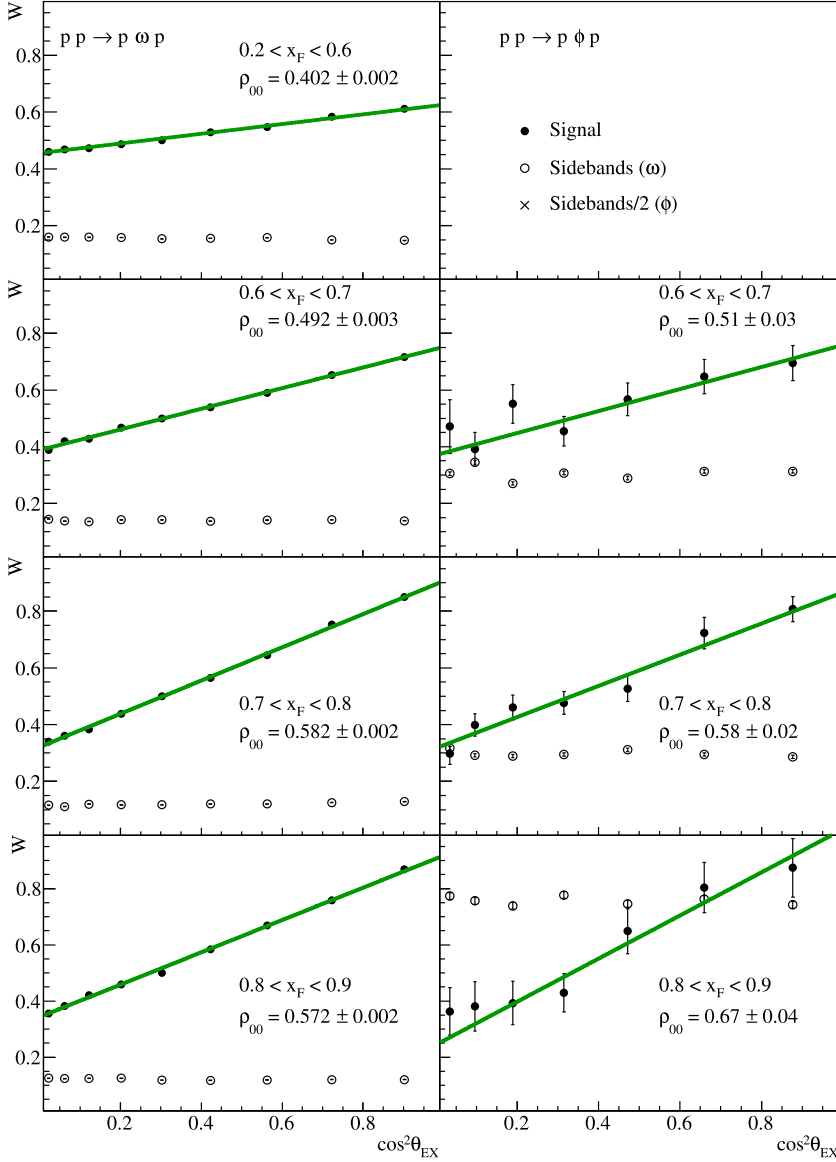 W
p p → p ω p
0.2 < x_F < 0.6
ρ_00 = 0.402 ± 0.002
0.8
0.6
0.4
0.2
p p → p ϕ p
Signal
Sidebands (ω)
Sidebands/2 (ϕ)
W
0.6 < x_F < 0.7
ρ_00 = 0.492 ± 0.003
0.8
0.6
0.4
0.2
0.6 < x_F < 0.7
ρ_00 = 0.51 ± 0.03
W
0.8
0.6
0.4
0.2
0.7 < x_F < 0.8
ρ_00 = 0.582 ± 0.002
0.7 < x_F < 0.8
ρ_00 = 0.58 ± 0.02
W
0.8
0.6
0.4
0.2
0.8 < x_F < 0.9
ρ_00 = 0.572 ± 0.002
0.8 < x_F < 0.9
ρ_00 = 0.67 ± 0.04
0.2 0.4 0.6 0.8
cos²θ_EX
0.2 0.4 0.6 0.8
cos²θ_EX